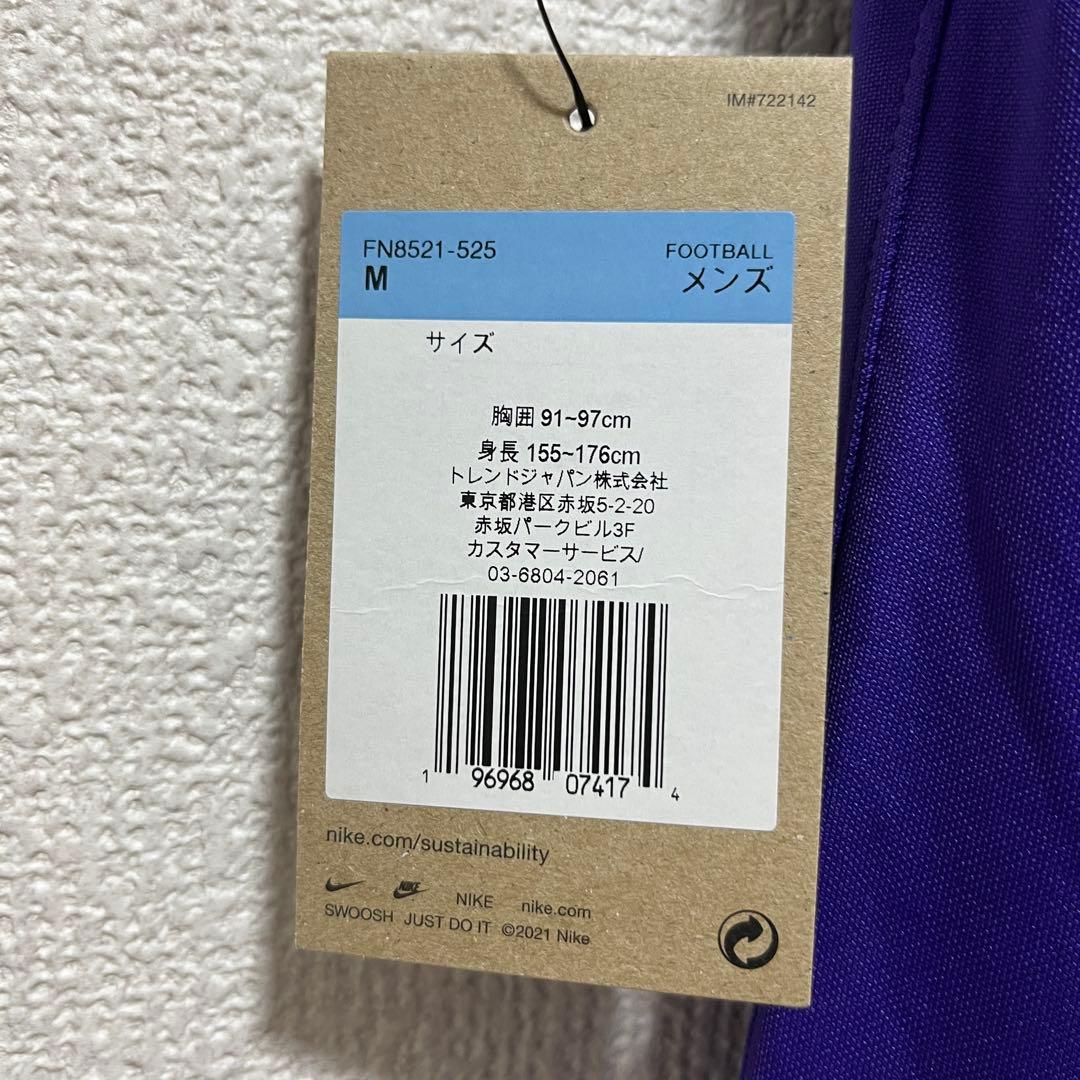 IM#722142
FN8521-525 FOOTBALL
M メンズ
サイズ
胸囲 91~97cm
身長 155~176cm
トレンドジャパン株式会社
東京都港区赤坂5-2-20
赤坂パークビル3F
カスタマーサービス/
03-6804-2061
1 96968 07417 4
nike.com/sustainability
NIKE NIKE nike.com
SWOOSH JUST DO IT ©2021 Nike